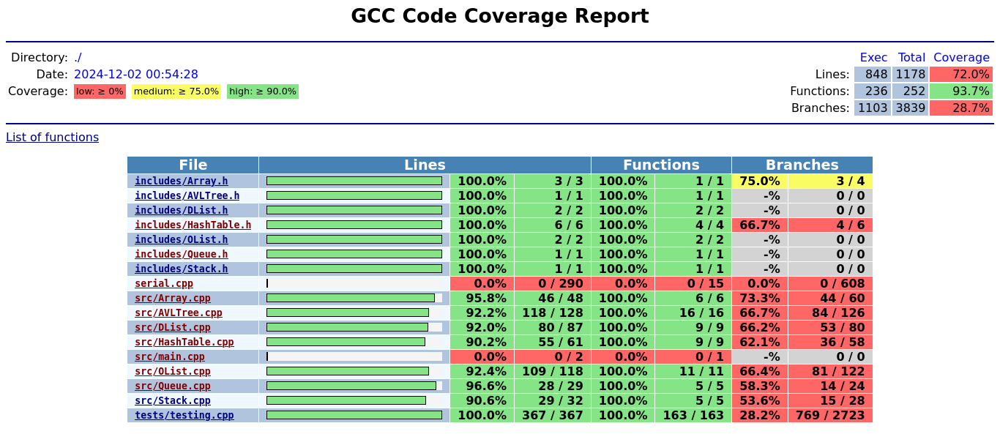 GCC Code Coverage Report
Directory: ./
Date: 2024-12-02 00:54:28
Coverage: low: ≥ 0% medium: ≥ 75.0% high: ≥ 90.0%
Exec Total Coverage
Lines: 848 1178 72.0%
Functions: 236 252 93.7%
Branches: 1103 3839 28.7%
List of functions
File Lines Functions Branches
includes/Array.h 100.0% 3 / 3 100.0% 1 / 1 75.0% 3 / 4
includes/AVLTree.h 100.0% 1 / 1 100.0% 1 / 1 -% 0 / 0
includes/DList.h 100.0% 2 / 2 100.0% 2 / 2 -% 0 / 0
includes/HashTable.h 100.0% 6 / 6 100.0% 4 / 4 66.7% 4 / 6
includes/OList.h 100.0% 2 / 2 100.0% 2 / 2 -% 0 / 0
includes/Queue.h 100.0% 1 / 1 100.0% 1 / 1 -% 0 / 0
includes/Stack.h 100.0% 1 / 1 100.0% 1 / 1 -% 0 / 0
serial.cpp 0.0% 0 / 290 0.0% 0 / 15 0.0% 0 / 608
src/Array.cpp 95.8% 46 / 48 100.0% 6 / 6 73.3% 44 / 60
src/AVLTree.cpp 92.2% 118 / 128 100.0% 16 / 16 66.7% 84 / 126
src/DList.cpp 92.0% 80 / 87 100.0% 9 / 9 66.2% 53 / 80
src/HashTable.cpp 90.2% 55 / 61 100.0% 9 / 9 62.1% 36 / 58
src/main.cpp 0.0% 0 / 2 0.0% 0 / 1 -% 0 / 0
src/OList.cpp 92.4% 109 / 118 100.0% 11 / 11 66.4% 81 / 122
src/Queue.cpp 96.6% 28 / 29 100.0% 5 / 5 58.3% 14 / 24
src/Stack.cpp 90.6% 29 / 32 100.0% 5 / 5 53.6% 15 / 28
tests/testing.cpp 100.0% 367 / 367 100.0% 163 / 163 28.2% 769 / 2723